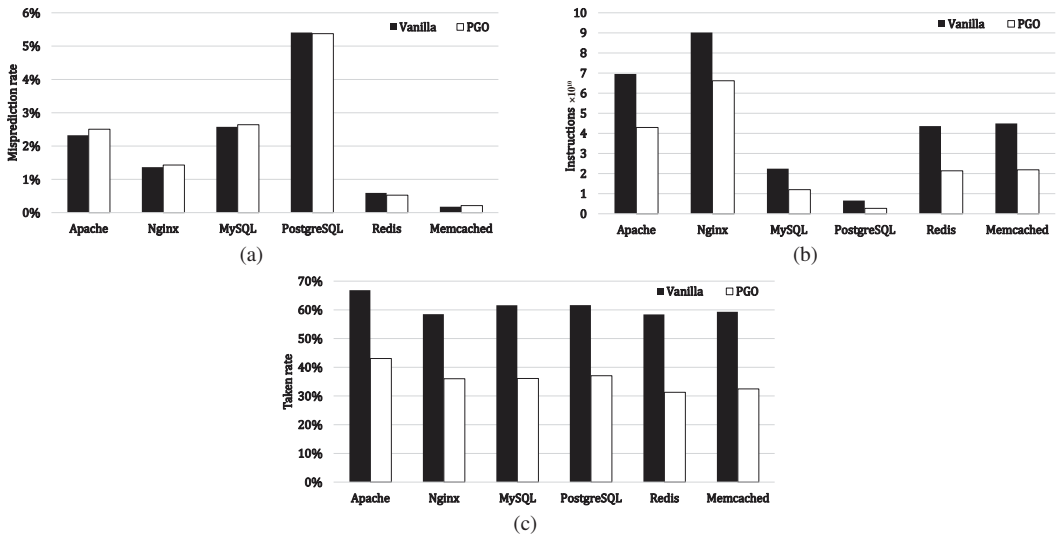 6%
5%
4%
3%
2%
1%
0%
Misprediction rate
Vanilla PGO
Apache Nginx MySQL PostgreSQL Redis Memcached
(a)
10
9
8
7
6
5
4
3
2
1
0
Instructions ×10¹⁰
Vanilla PGO
Apache Nginx MySQL PostgreSQL Redis Memcached
(b)
70%
60%
50%
40%
30%
20%
10%
0%
Taken rate
Vanilla PGO
Apache Nginx MySQL PostgreSQL Redis Memcached
(c)